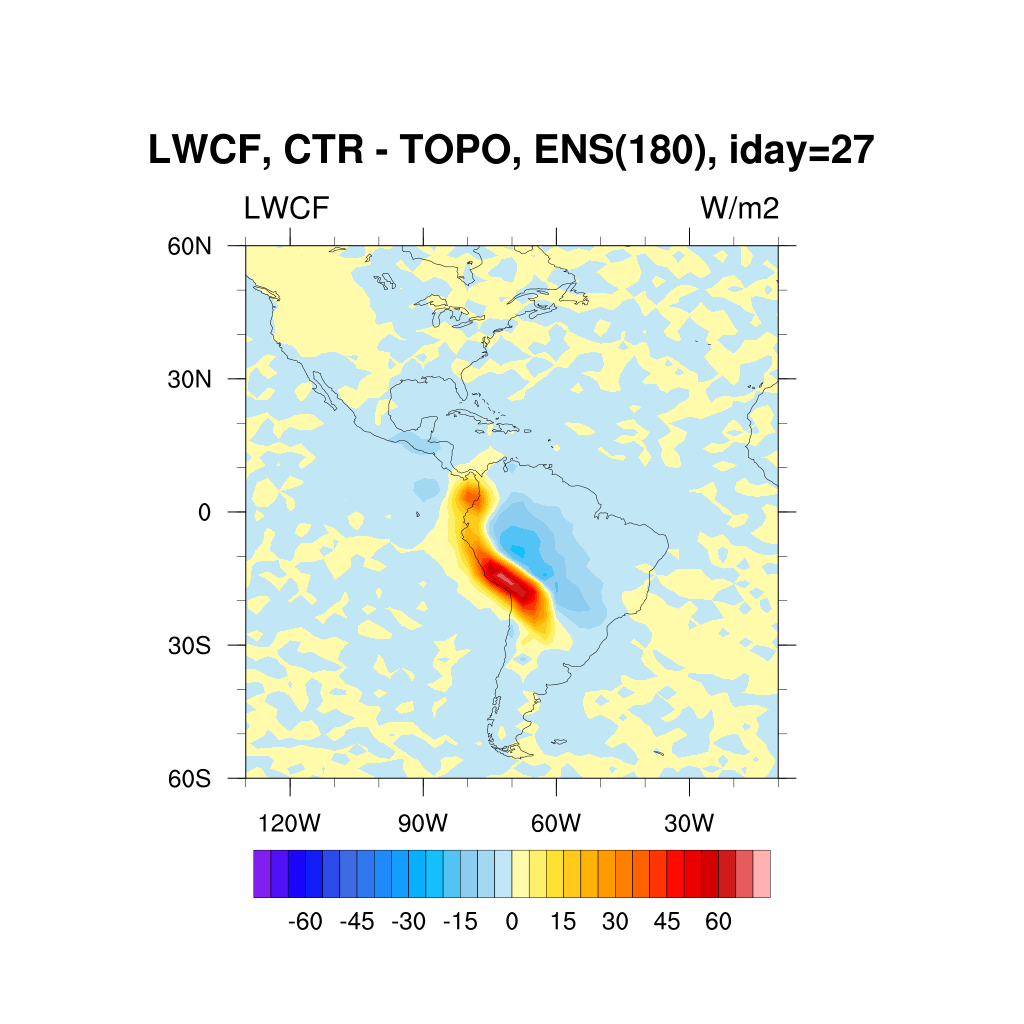 LWCF, CTR - TOPO, ENS(180), iday=27
LWCF W/m2
60N
30N
0
30S
60S
120W 90W 60W 30W
-60 -45 -30 -15 0 15 30 45 60